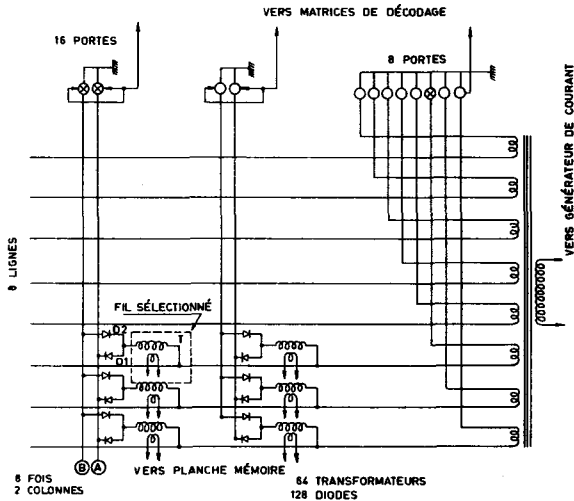 VERS MATRICES DE DÉCODAGE
16 PORTES
8 PORTES
VERS GÉNÉRATEUR DE COURANT
8 LIGNES
FIL SÉLECTIONNÉ
D2
T
D1
B A
VERS PLANCHE MÉMOIRE
8 FOIS
2 COLONNES
64 TRANSFORMATEURS
128 DIODES